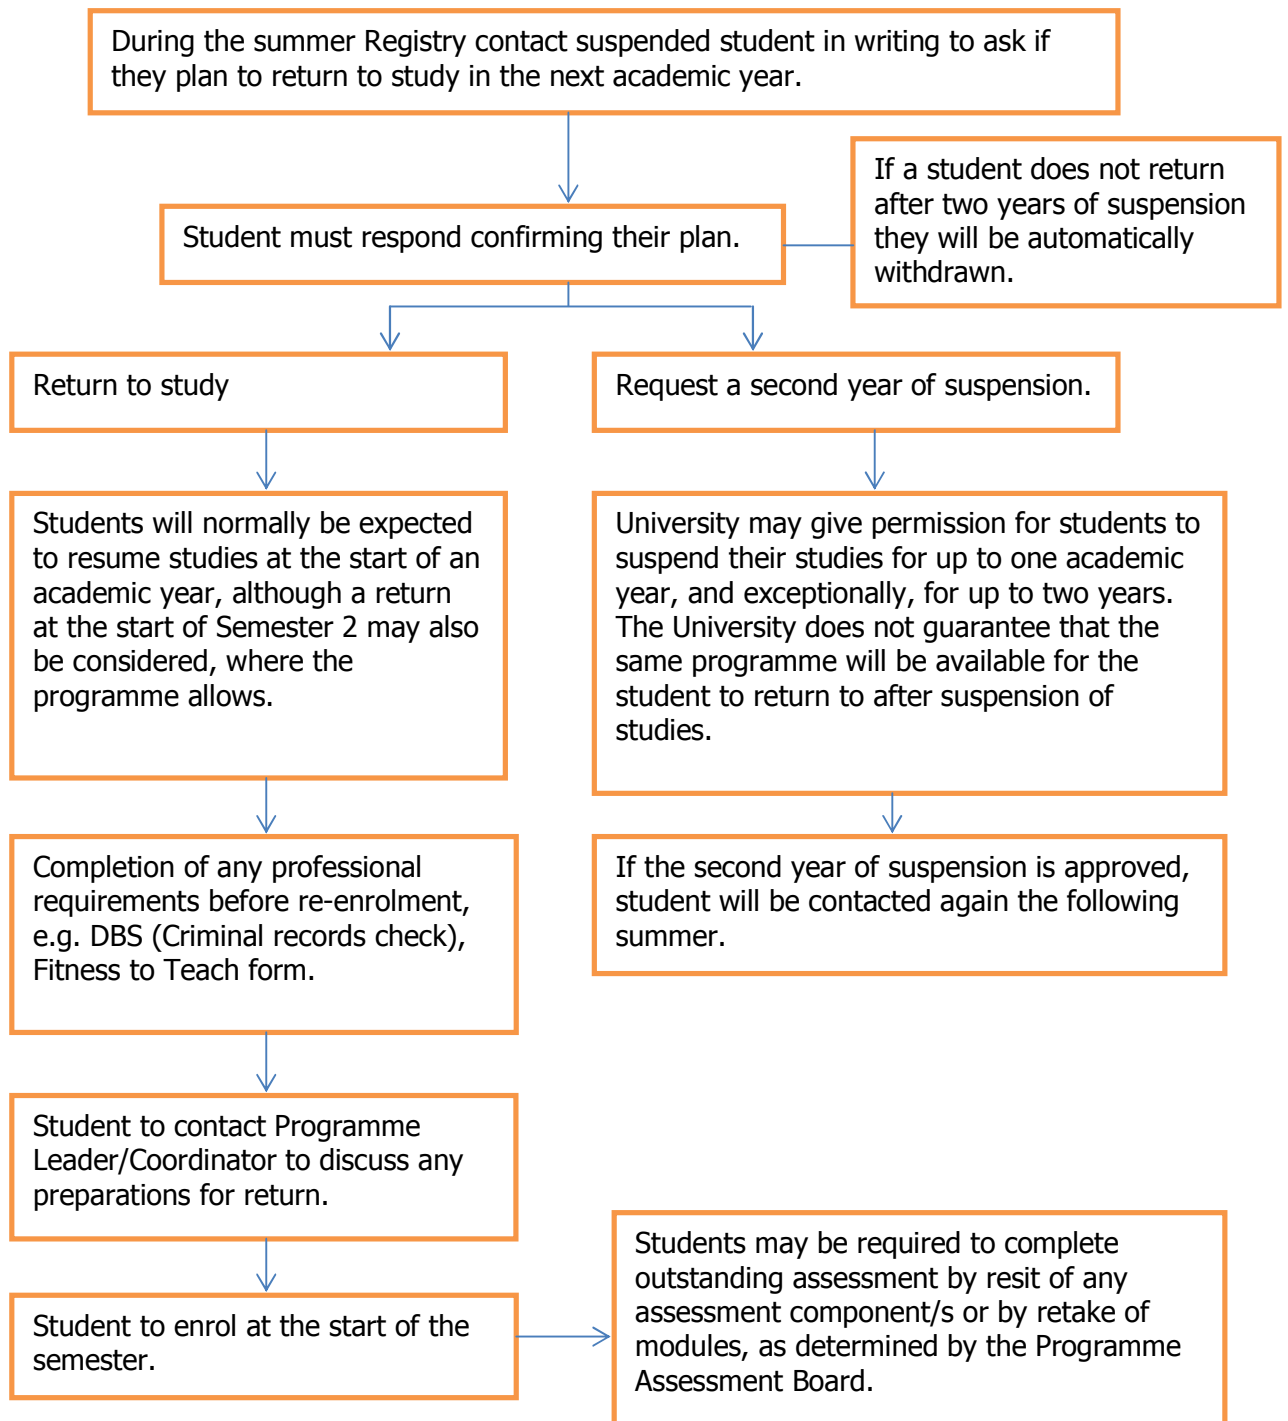 During the summer Registry contact suspended student in writing to ask if
they plan to return to study in the next academic year.
If a student does not return
after two years of suspension
they will be automatically
withdrawn.
Student must respond confirming their plan.
Return to study
Request a second year of suspension.
Students will normally be expected
to resume studies at the start of an
academic year, although a return
at the start of Semester 2 may also
be considered, where the
programme allows.
University may give permission for students to
suspend their studies for up to one academic
year, and exceptionally, for up to two years.
The University does not guarantee that the
same programme will be available for the
student to return to after suspension of
studies.
Completion of any professional
requirements before re-enrolment,
e.g. DBS (Criminal records check),
Fitness to Teach form.
If the second year of suspension is approved,
student will be contacted again the following
summer.
Student to contact Programme
Leader/Coordinator to discuss any
preparations for return.
Student to enrol at the start of the
semester.
Students may be required to complete
outstanding assessment by resit of any
assessment component/s or by retake of
modules, as determined by the Programme
Assessment Board.